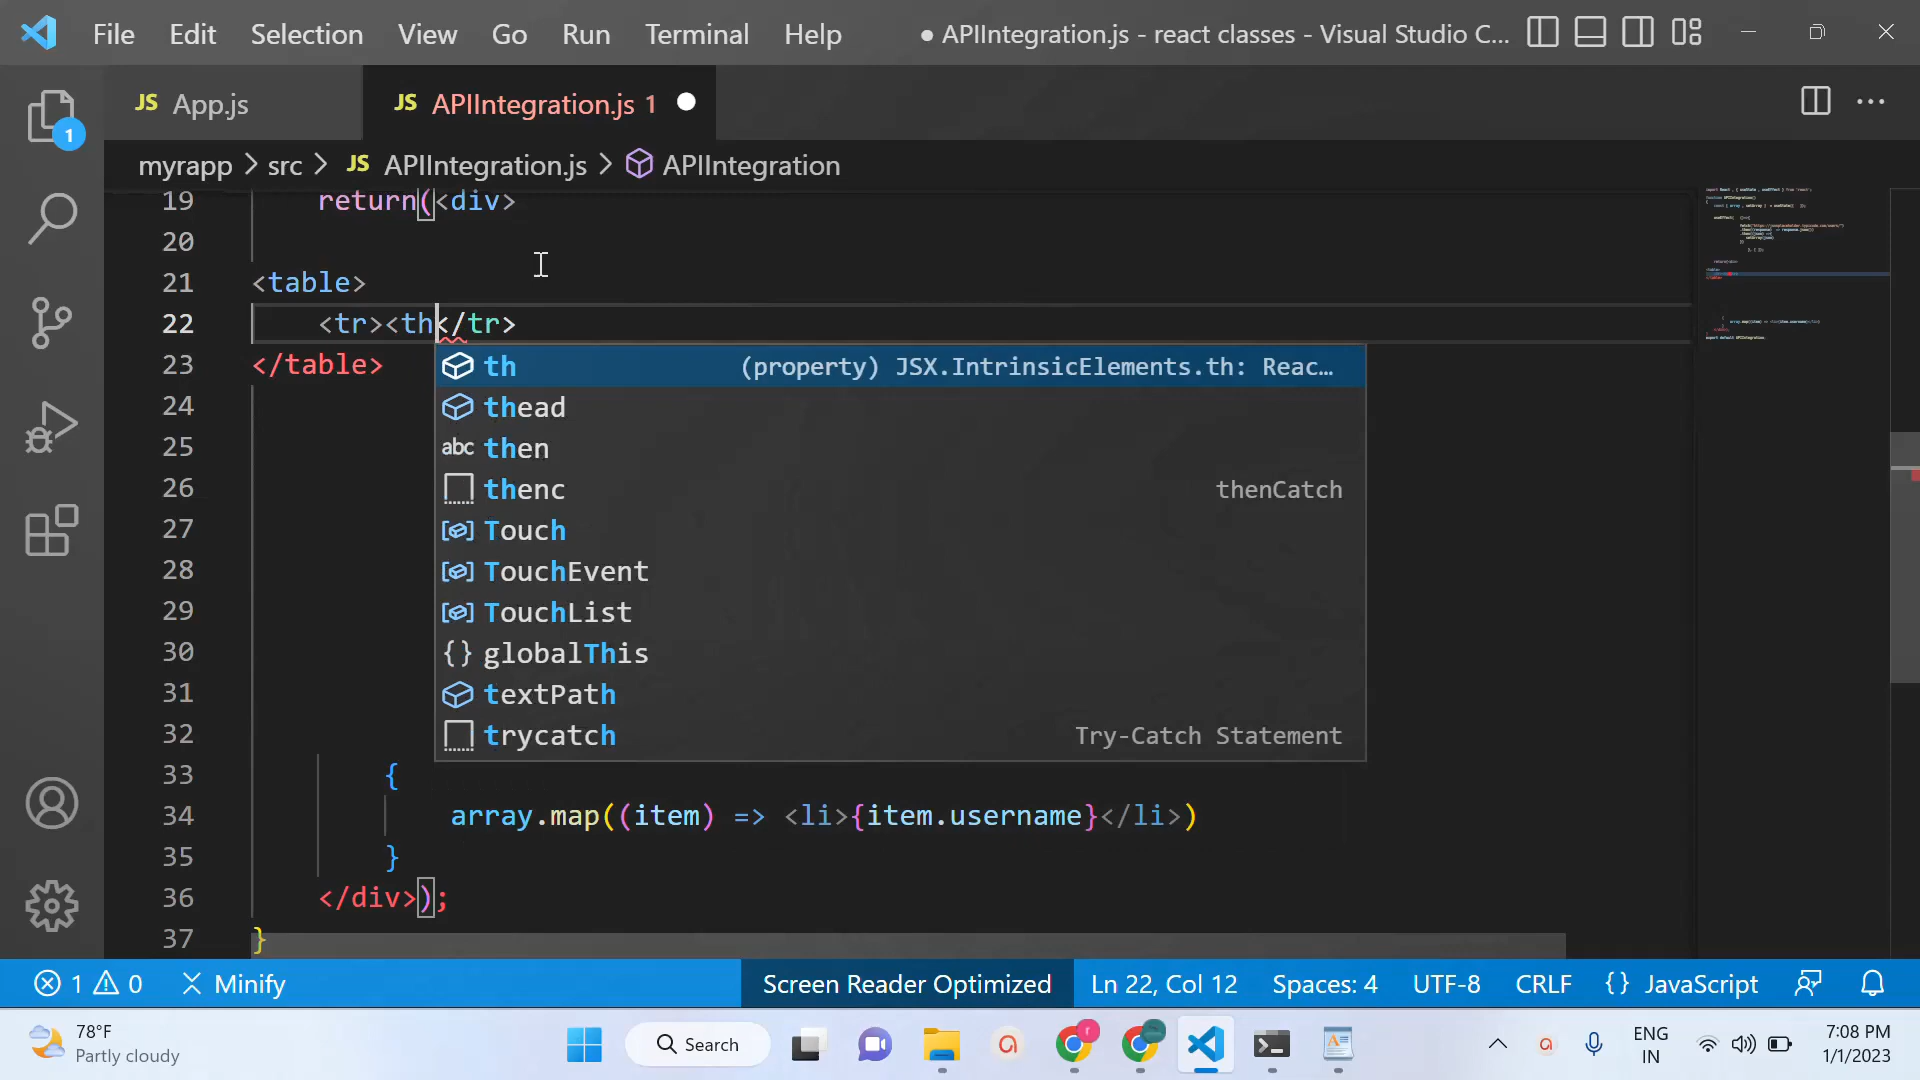 File Edit Selection View Go Run Terminal Help ● APIIntegration.js - react classes - Visual Studio C...
JS App.js JS APIIntegration.js 1
myrapp > src > JS APIIntegration.js > APIIntegration
19 return(<div>
20
21 <table>
22 <tr><th</tr>
23 </table>
th (property) JSX.IntrinsicElements.th: Reac...
24 thead
25 abc then
26 thenc thenCatch
27 Touch
28 TouchEvent
29 TouchList
30 globalThis
31 textPath
32 trycatch Try-Catch Statement
33 {
34 array.map((item) => <li>{item.username}</li>)
35 }
36 </div>);
37 }
1 0 Minify Screen Reader Optimized Ln 22, Col 12 Spaces: 4 UTF-8 CRLF {} JavaScript
78°F
Partly cloudy
Search
ENG
IN
7:08 PM
1/1/2023